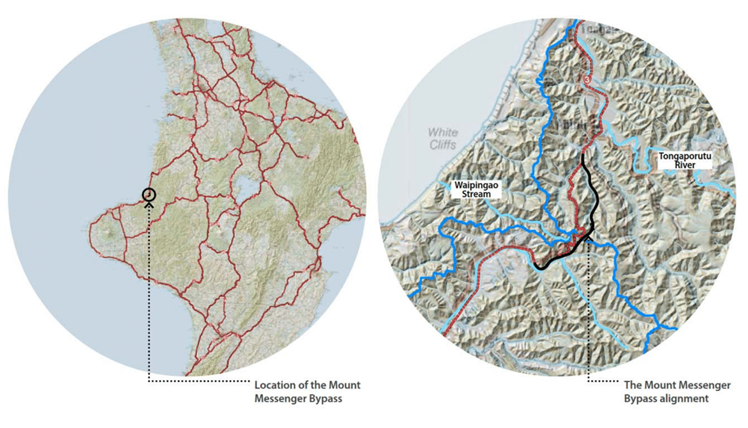 White
Cliffs
Waipingao
Stream
Tongaporutu
River
Location of the Mount
Messenger Bypass
The Mount Messenger
Bypass alignment